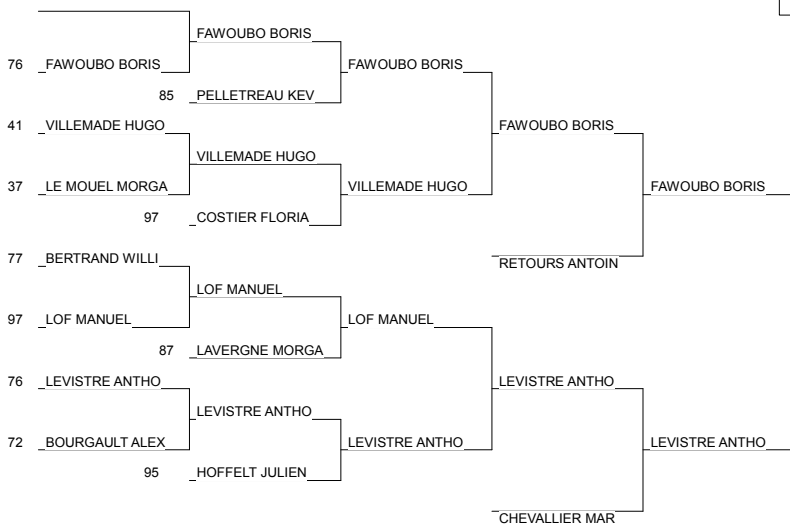 FAWOUBO BORIS
76 FAWOUBO BORIS FAWOUBO BORIS
85 PELLETREAU KEV
41 VILLEMADE HUGO FAWOUBO BORIS
VILLEMADE HUGO
37 LE MOUEL MORGA VILLEMADE HUGO FAWOUBO BORIS
97 COSTIER FLORIA
77 BERTRAND WILLI RETOURS ANTOIN
LOF MANUEL
97 LOF MANUEL LOF MANUEL
87 LAVERGNE MORGA
76 LEVISTRE ANTHO LEVISTRE ANTHO
LEVISTRE ANTHO
72 BOURGAULT ALEX LEVISTRE ANTHO LEVISTRE ANTHO
95 HOFFELT JULIEN
CHEVALLIER MAR